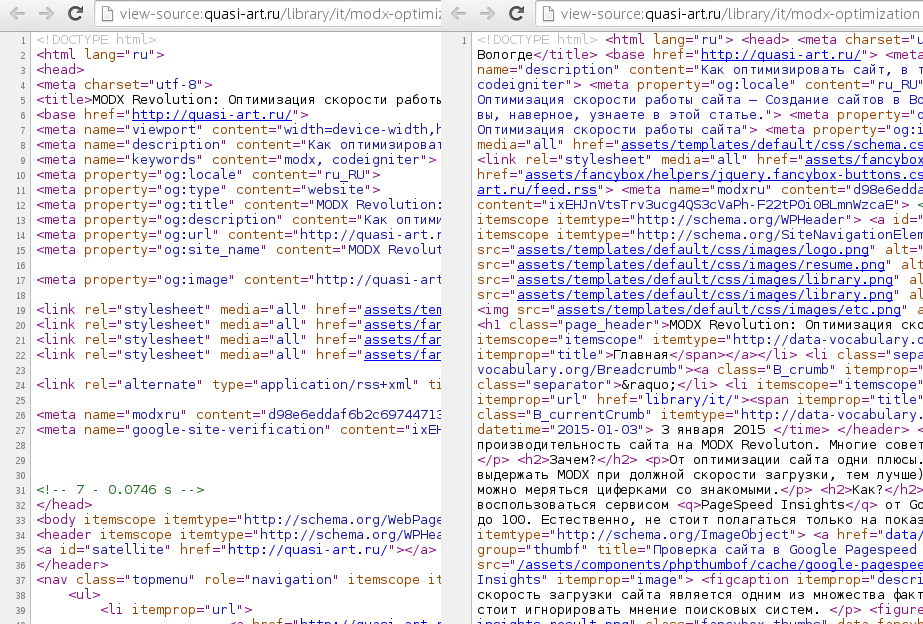 view-source:quasi-art.ru/library/it/modx-optimiz
1 <!DOCTYPE html>
2 <html lang="ru">
3 <head>
4 <meta charset="utf-8">
5 <title>MODX Revolution: Оптимизация скорости работы
6 <base href="http://quasi-art.ru/">
7 <meta name="viewport" content="width=device-width,h
8 <meta name="description" content="Как оптимизироват
9 <meta name="keywords" content="modx, codeigniter">
10 <meta property="og:locale" content="ru_RU">
11 <meta property="og:type" content="website">
12 <meta property="og:title" content="MODX Revolution:
13 <meta property="og:description" content="Как оптими
14 <meta property="og:url" content="http://quasi-art.r
15 <meta property="og:site_name" content="MODX Revolut
16
17 <meta property="og:image" content="http://quasi-art
18
19 <link rel="stylesheet" media="all" href="assets/tem
20 <link rel="stylesheet" media="all" href="assets/fan
21 <link rel="stylesheet" media="all" href="assets/fan
22 <link rel="stylesheet" media="all" href="assets/fan
23
24 <link rel="alternate" type="application/rss+xml" ti
25
26 <meta name="modxru" content="d98e6eddaf6b2c69744713
27 <meta name="google-site-verification" content="ixEH
28
29
30
31 <!-- 7 - 0.0746 s -->
32 </head>
33 <body itemscope itemtype="http://schema.org/WebPage
34 <header itemscope itemtype="http://schema.org/WPHea
35 <a id="satellite" href="http://quasi-art.ru/"></a>
36 </header>
37 <nav class="topmenu" role="navigation" itemscope it
38 <ul>
39 <li itemprop="url">
view-source:quasi-art.ru/library/it/modx-optimization
1 <!DOCTYPE html> <html lang="ru"> <head> <meta charset="u
Вологде</title> <base href="http://quasi-art.ru/"> <meta
name="description" content="Как оптимизировать сайт, в т
codeigniter"> <meta property="og:locale" content="ru_RU"
Оптимизация скорости работы сайта — Создание сайтов в Во
вы, наверное, узнаете в этой статье."> <meta property="o
Оптимизация скорости работы сайта"> <meta property="og:i
media="all" href="assets/templates/default/css/schema.cs
<link rel="stylesheet" media="all" href="assets/fancybox
href="assets/fancybox/helpers/jquery.fancybox-buttons.cs
art.ru/feed.rss"> <meta name="modxru" content="d98e6edda
content="ixEHJnVtsTrv3ucg4QS3cVaPh-F22tP0i0BLmnWzcaE"> <
itemscope itemtype="http://schema.org/WPHeader"> <a id="
itemscope itemtype="http://schema.org/SiteNavigationElem
src="assets/templates/default/css/images/logo.png" alt="
src="assets/templates/default/css/images/resume.png" alt
src="assets/templates/default/css/images/library.png" al
src="assets/templates/default/css/images/library.png" al
<img src="assets/templates/default/css/images/etc.png" a
<h1 class="page_header">MODX Revolution: Оптимизация ско
itemscope="itemscope" itemtype="http://data-vocabulary.o
itemprop="title">Главная</span></a></li> <li class="sepa
vocabulary.org/Breadcrumb"><a class="B_crumb" itemprop="
class="separator">&raquo;</li> <li itemscope="itemscope"
itemprop="url" href="library/it/"><span itemprop="title"
class="B_currentCrumb" itemtype="http://data-vocabulary.
datetime="2015-01-03"> 3 января 2015 </time> </header> <
производительность сайта на MODX Revoluton. Многие совет
</p> <h2>Зачем?</h2> <p>От оптимизации сайта одни плюсы.
выдержать MODX при должной скорости загрузки, тем лучше)
можно меряться циферками со знакомыми.</p> <h2>Как?</h2>
воспользоваться сервисом <q>PageSpeed Insights</q> от Go
до 100. Естественно, не стоит полагаться только на показ
itemtype="http://schema.org/ImageObject"> <a href="data/
group="thumbf" title="Проверка сайта в Google Pagespeed
src="/assets/components/phpthumbof/cache/google-pagespee
Insights" itemprop="image"> <figcaption itemprop="descri
скорость загрузки сайта является одним из множества факт
стоит игнорировать мнение поисковых систем. </p> <figure
insights-result.png" class="fancybox-thumbs" data-fancyb